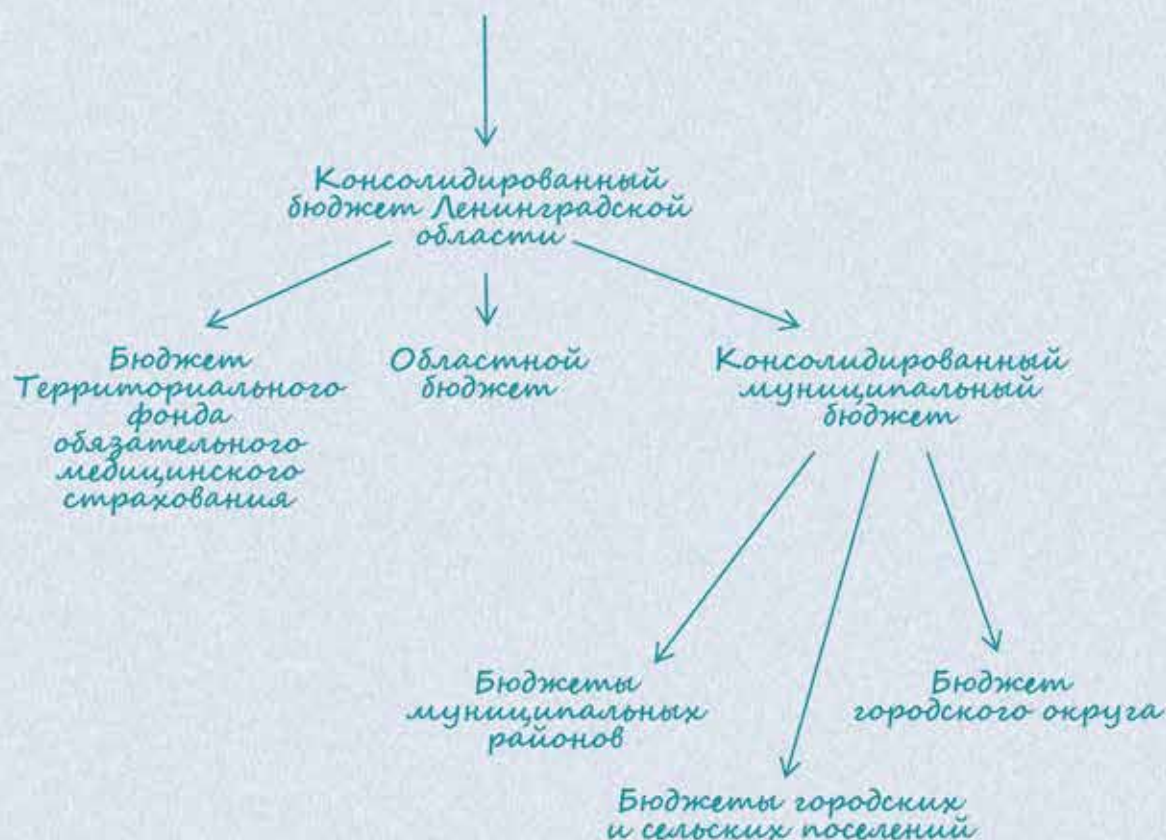 Консолидированный
бюджет Ленинградской
области
Бюджет
Территориального
фонда
обязательного
медицинского
страхования
Областной
бюджет
Консолидированный
муниципальный
бюджет
Бюджеты
муниципальных
районов
Бюджет
городского округа
Бюджеты городских
и сельских поселений